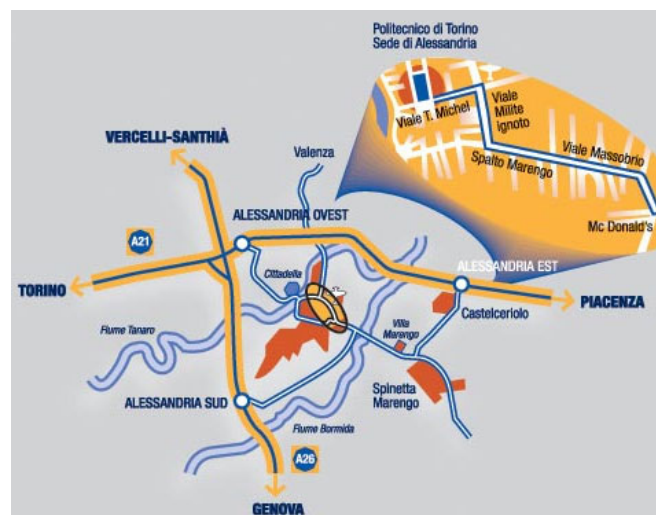 Politecnico di Torino
Sede di Alessandria
Viale T. Michel
Viale
Milite
ignoto
Viale Massobrio
Spalto Marengo
Mc Donald's
VERCELLI-SANTHIÀ
Valenza
ALESSANDRIA OVEST
A21
Cittadella
ALESSANDRIA EST
TORINO
PIACENZA
Castelceriolo
Fiume Tanaro
Villa
Marengo
Spinetta
Marengo
ALESSANDRIA SUD
Fiume Bormida
A26
GENOVA